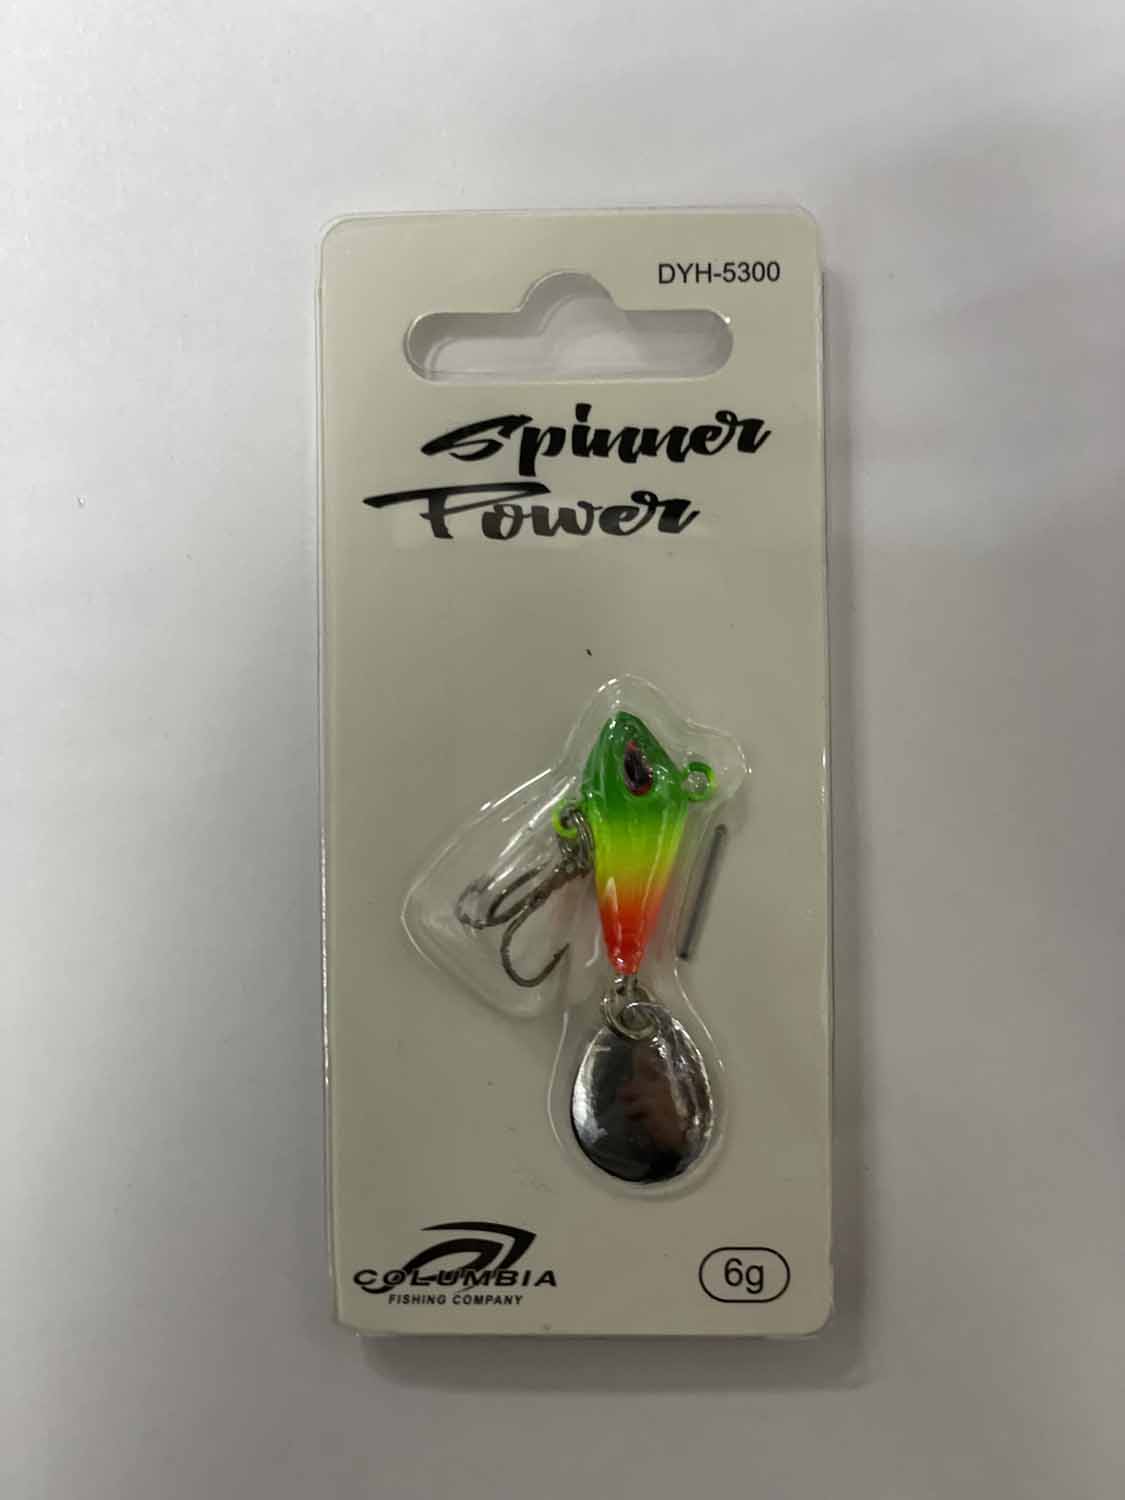 DYH-5300
Spinner
Power
COLUMBIA
FISHING COMPANY
6g